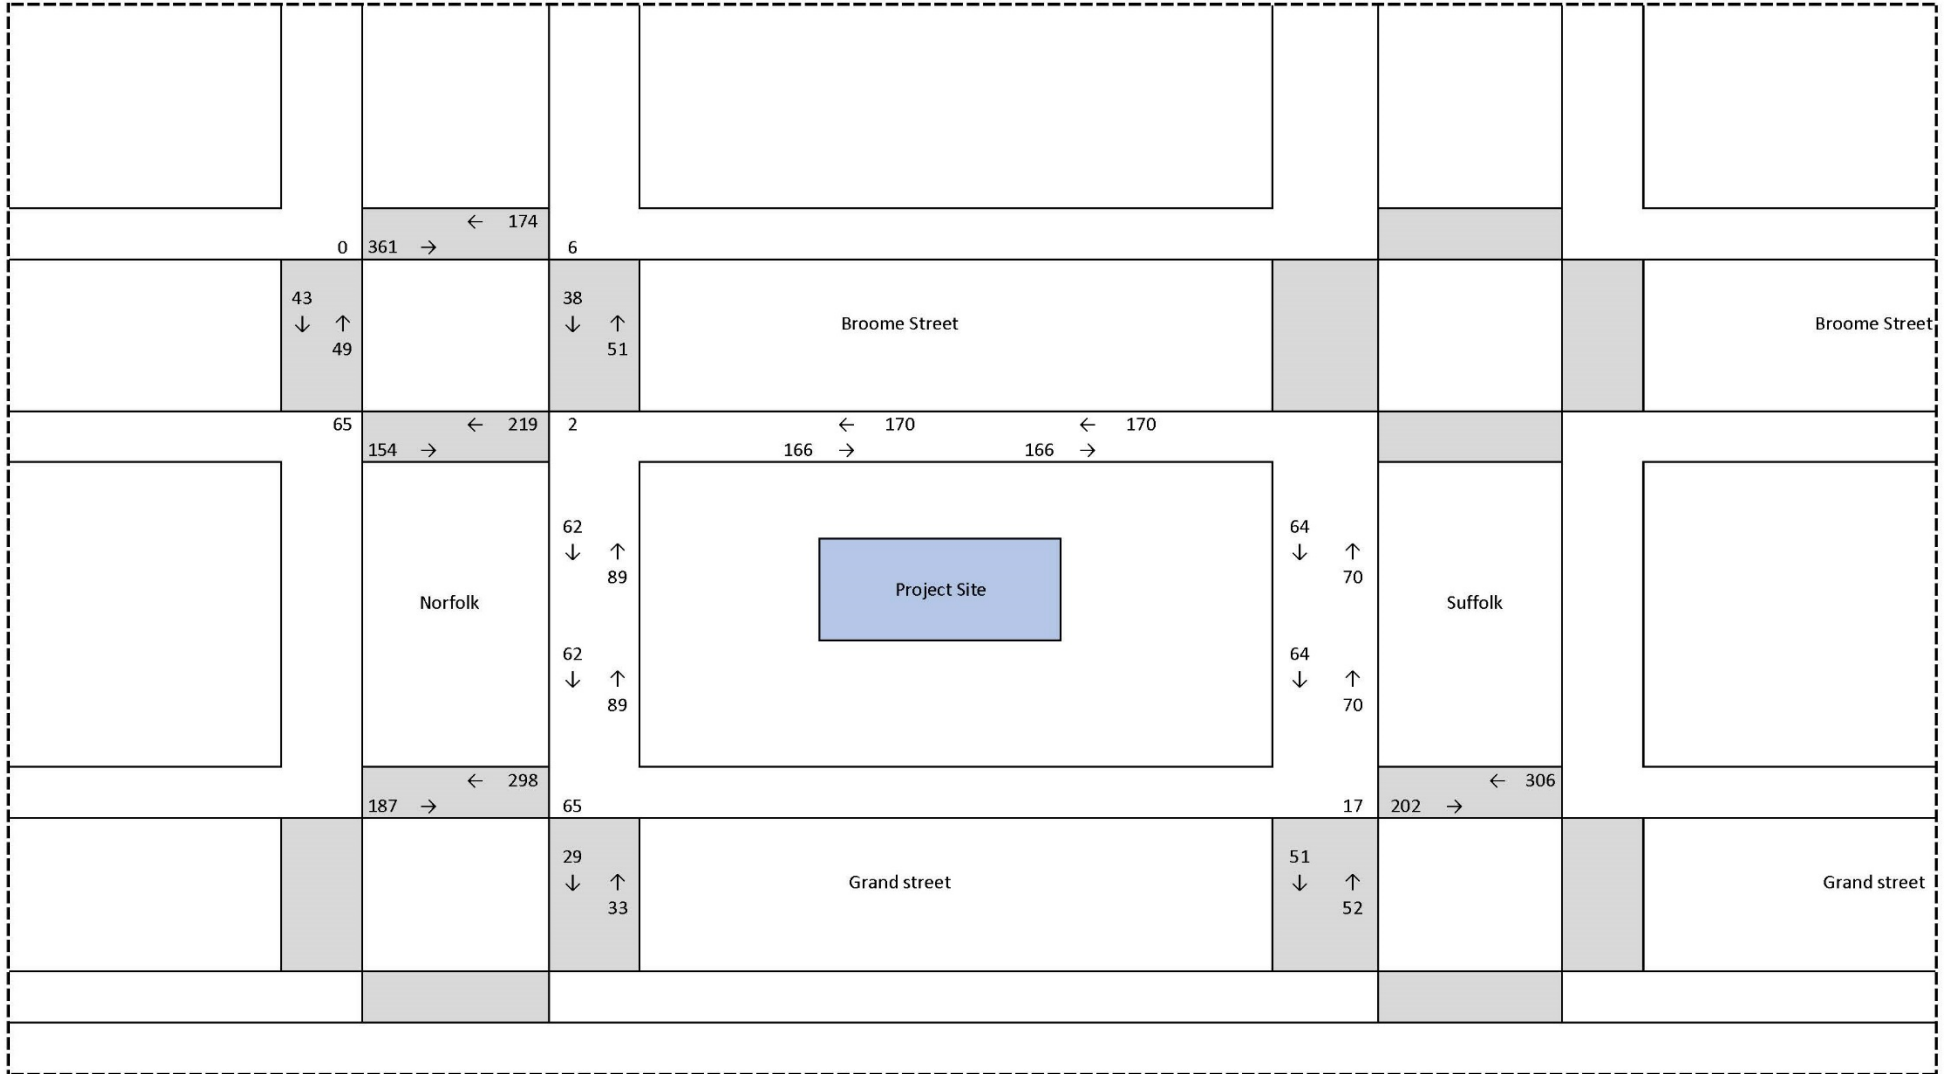 ← 174
0 361 → 6
43 38
↓ ↑ ↓ ↑ Broome Street Broome Street
49 51
65 ← 219 2 ← 170 ← 170
154 → 166 → 166 →
62 64
↓ ↑ ↓ ↑
89 70
Project Site
Norfolk Suffolk
62 64
↓ ↑ ↓ ↑
89 70
← 298 ← 306
187 → 65 17 202 →
29 51
↓ ↑ Grand street ↓ ↑ Grand street
33 52